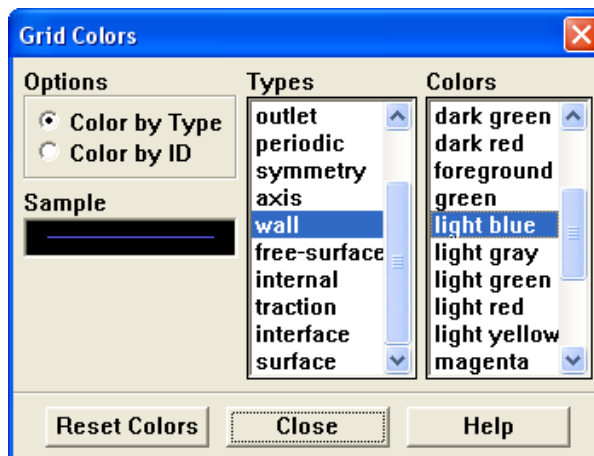 Grid Colors
Options
Color by Type
Color by ID
Sample
Types
outlet
periodic
symmetry
axis
wall
free-surface
internal
traction
interface
surface
Colors
dark green
dark red
foreground
green
light blue
light gray
light green
light red
light yellow
magenta
Reset Colors
Close
Help